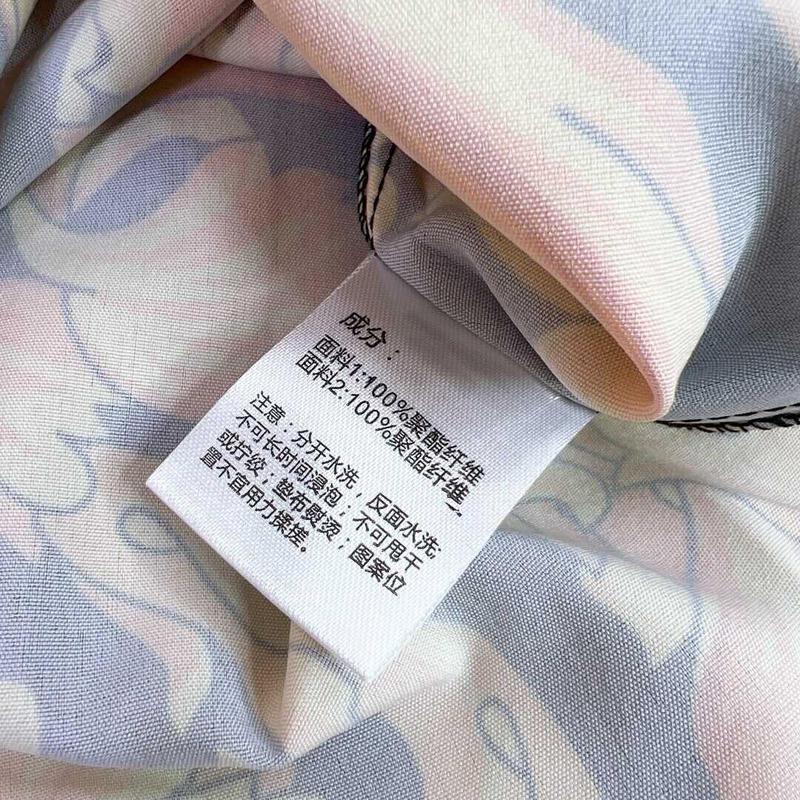 成分：
面料1:100%聚酯纤维
面料2:100%聚酯纤维
注意：分开水洗，反面水洗
不可长时间浸泡；不可甩干
或拧绞；垫布熨烫；图案位
置不宜用力揉搓。